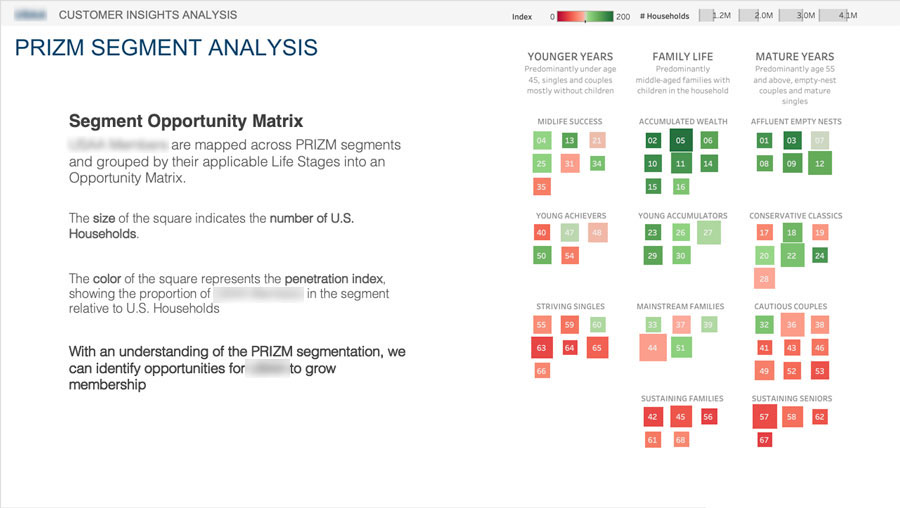 CUSTOMER INSIGHTS ANALYSIS
Index 0 200 # Households 1.2M 2.0M 3.0M 4.1M
PRIZM SEGMENT ANALYSIS
Segment Opportunity Matrix
are mapped across PRIZM segments
and grouped by their applicable Life Stages into an
Opportunity Matrix.
The size of the square indicates the number of U.S.
Households.
The color of the square represents the penetration index,
showing the proportion of
in the segment
relative to U.S. Households
With an understanding of the PRIZM segmentation, we
can identify opportunities for
to grow
membership
YOUNGER YEARS
Predominantly under age
45, singles and couples
mostly without children
FAMILY LIFE
Predominantly
middle-aged families with
children in the household
MATURE YEARS
Predominantly age 55
and above, empty-nest
couples and mature
singles
MIDLIFE SUCCESS
04 13 21
25 31 34
35
ACCUMULATED WEALTH
02 05 06
10 11 14
15 16
AFFLUENT EMPTY NESTS
01 03 07
08 09 12
YOUNG ACHIEVERS
40 47 48
50 54
YOUNG ACCUMULATORS
23 26 27
29 30
CONSERVATIVE CLASSICS
17 18 19
20 22 24
28
STRIVING SINGLES
55 59 60
63 64 65
66
MAINSTREAM FAMILIES
33 37 39
44 51
CAUTIOUS COUPLES
32 36 38
41 43 46
49 52 53
SUSTAINING FAMILIES
42 45 56
61 68
SUSTAINING SENIORS
57 58 62
67